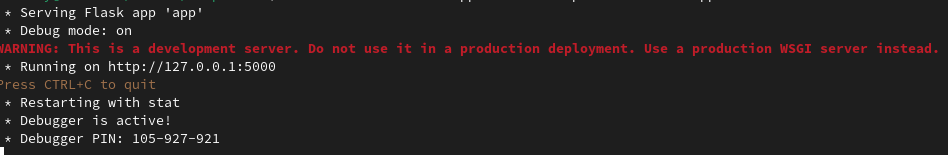 * Serving Flask app 'app'
* Debug mode: on
WARNING: This is a development server. Do not use it in a production deployment. Use a production WSGI server instead.
* Running on http://127.0.0.1:5000
Press CTRL+C to quit
* Restarting with stat
* Debugger is active!
* Debugger PIN: 105-927-921